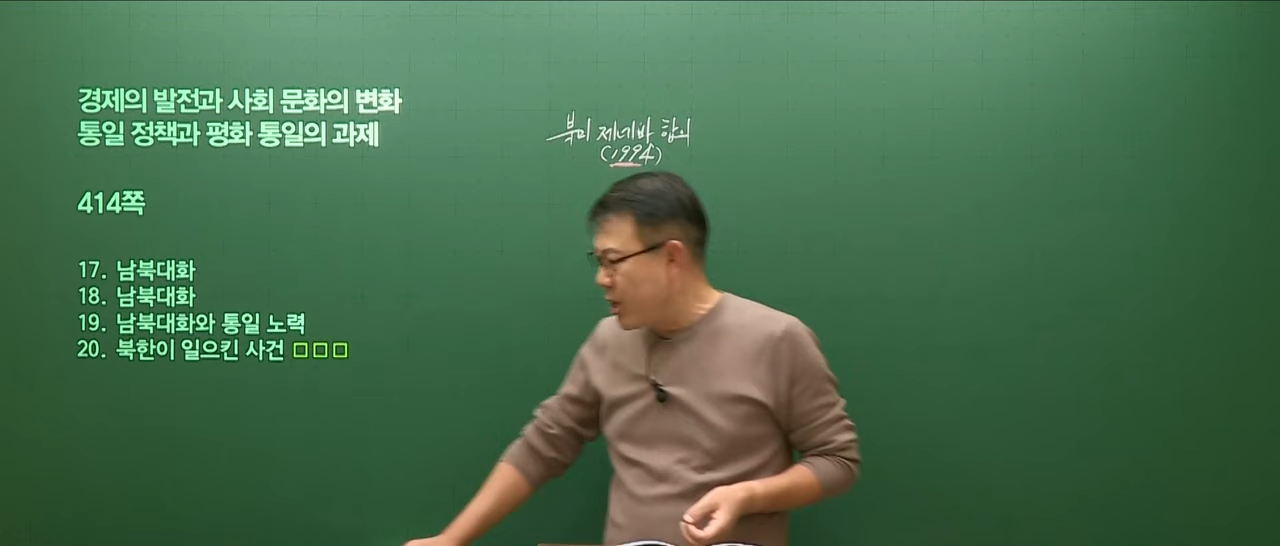 경제의 발전과 사회 문화의 변화
통일 정책과 평화 통일의 과제
414쪽
17. 남북대화
18. 남북대화
19. 남북대화와 통일 노력
20. 북한이 일으킨 사건 □□□
북미 제네바 합의
(1994)